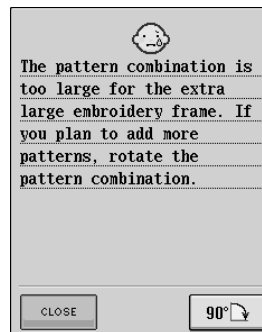 The pattern combination is
too large for the extra
large embroidery frame. If
you plan to add more
patterns, rotate the
pattern combination.
CLOSE
90°